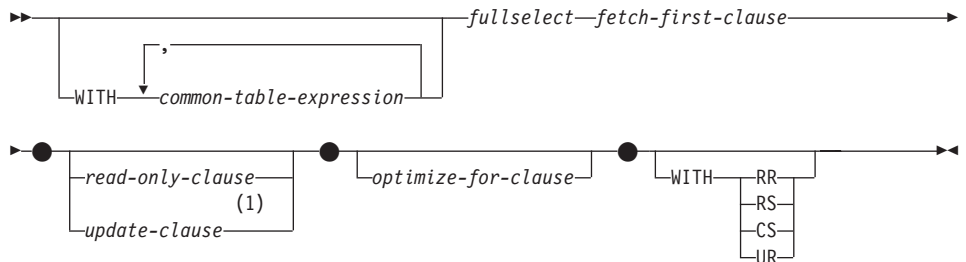 fullselect fetch-first-clause
,
WITH common-table-expression
read-only-clause
(1)
update-clause
optimize-for-clause
WITH RR
RS
CS
UR